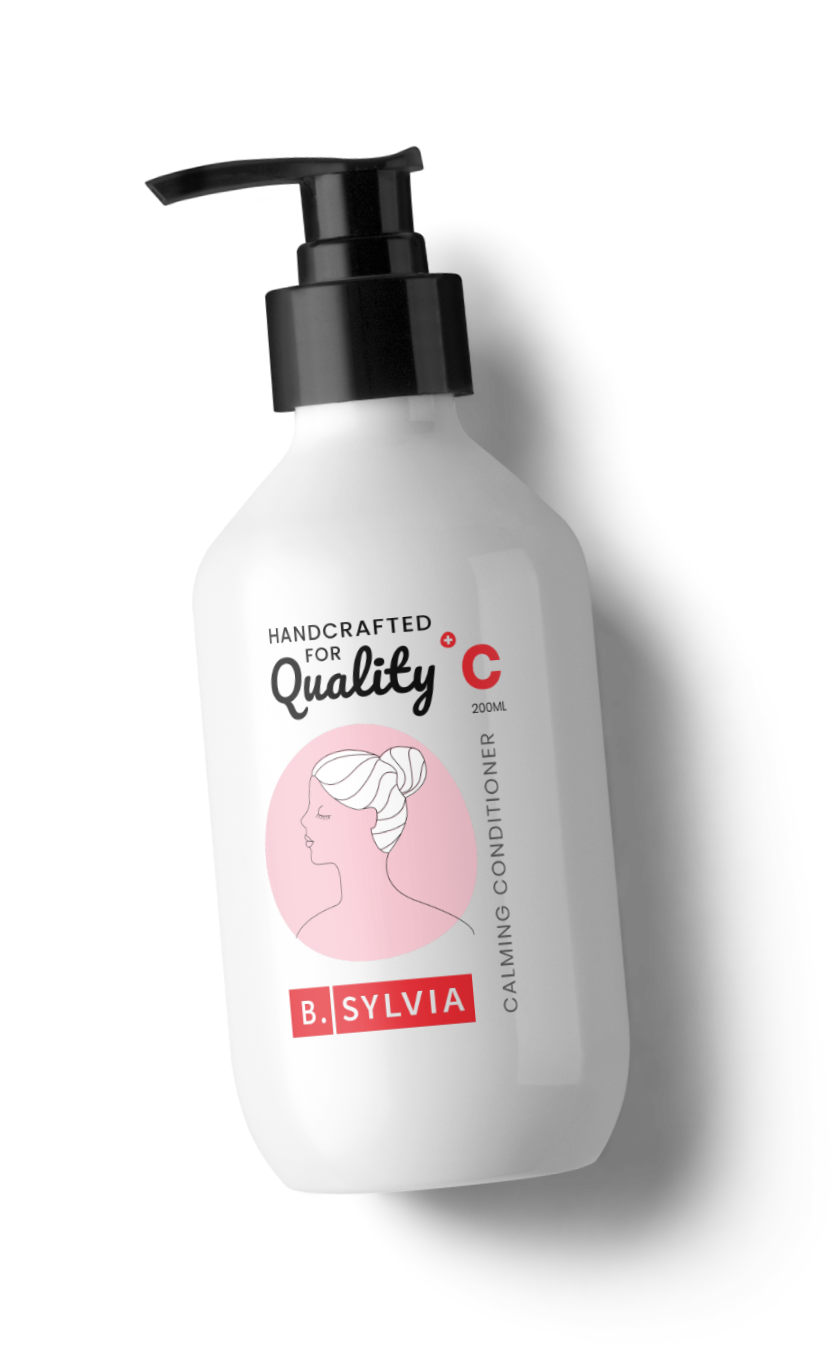 HANDCRAFTED
FOR
Quality
C
200ML
CALMING CONDITIONER
B. SYLVIA